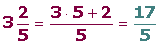 3 2/5 = (3 · 5 + 2)/5 = 17/5